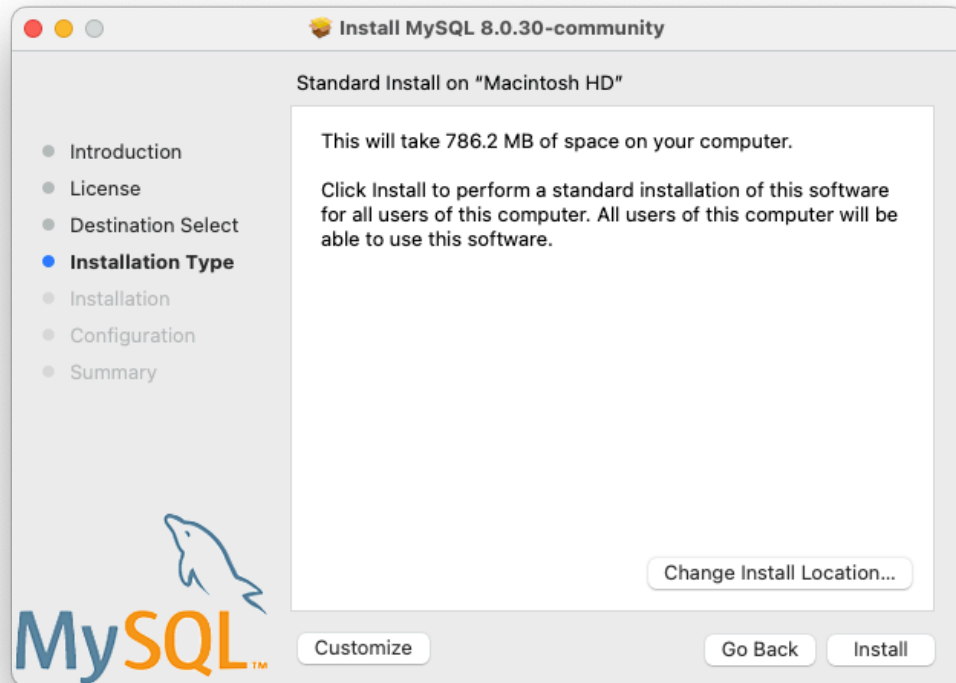 Install MySQL 8.0.30-community
Standard Install on “Macintosh HD”
Introduction
License
Destination Select
Installation Type
Installation
Configuration
Summary
This will take 786.2 MB of space on your computer.
Click Install to perform a standard installation of this software
for all users of this computer. All users of this computer will be
able to use this software.
Change Install Location...
MySQL™
Customize
Go Back
Install